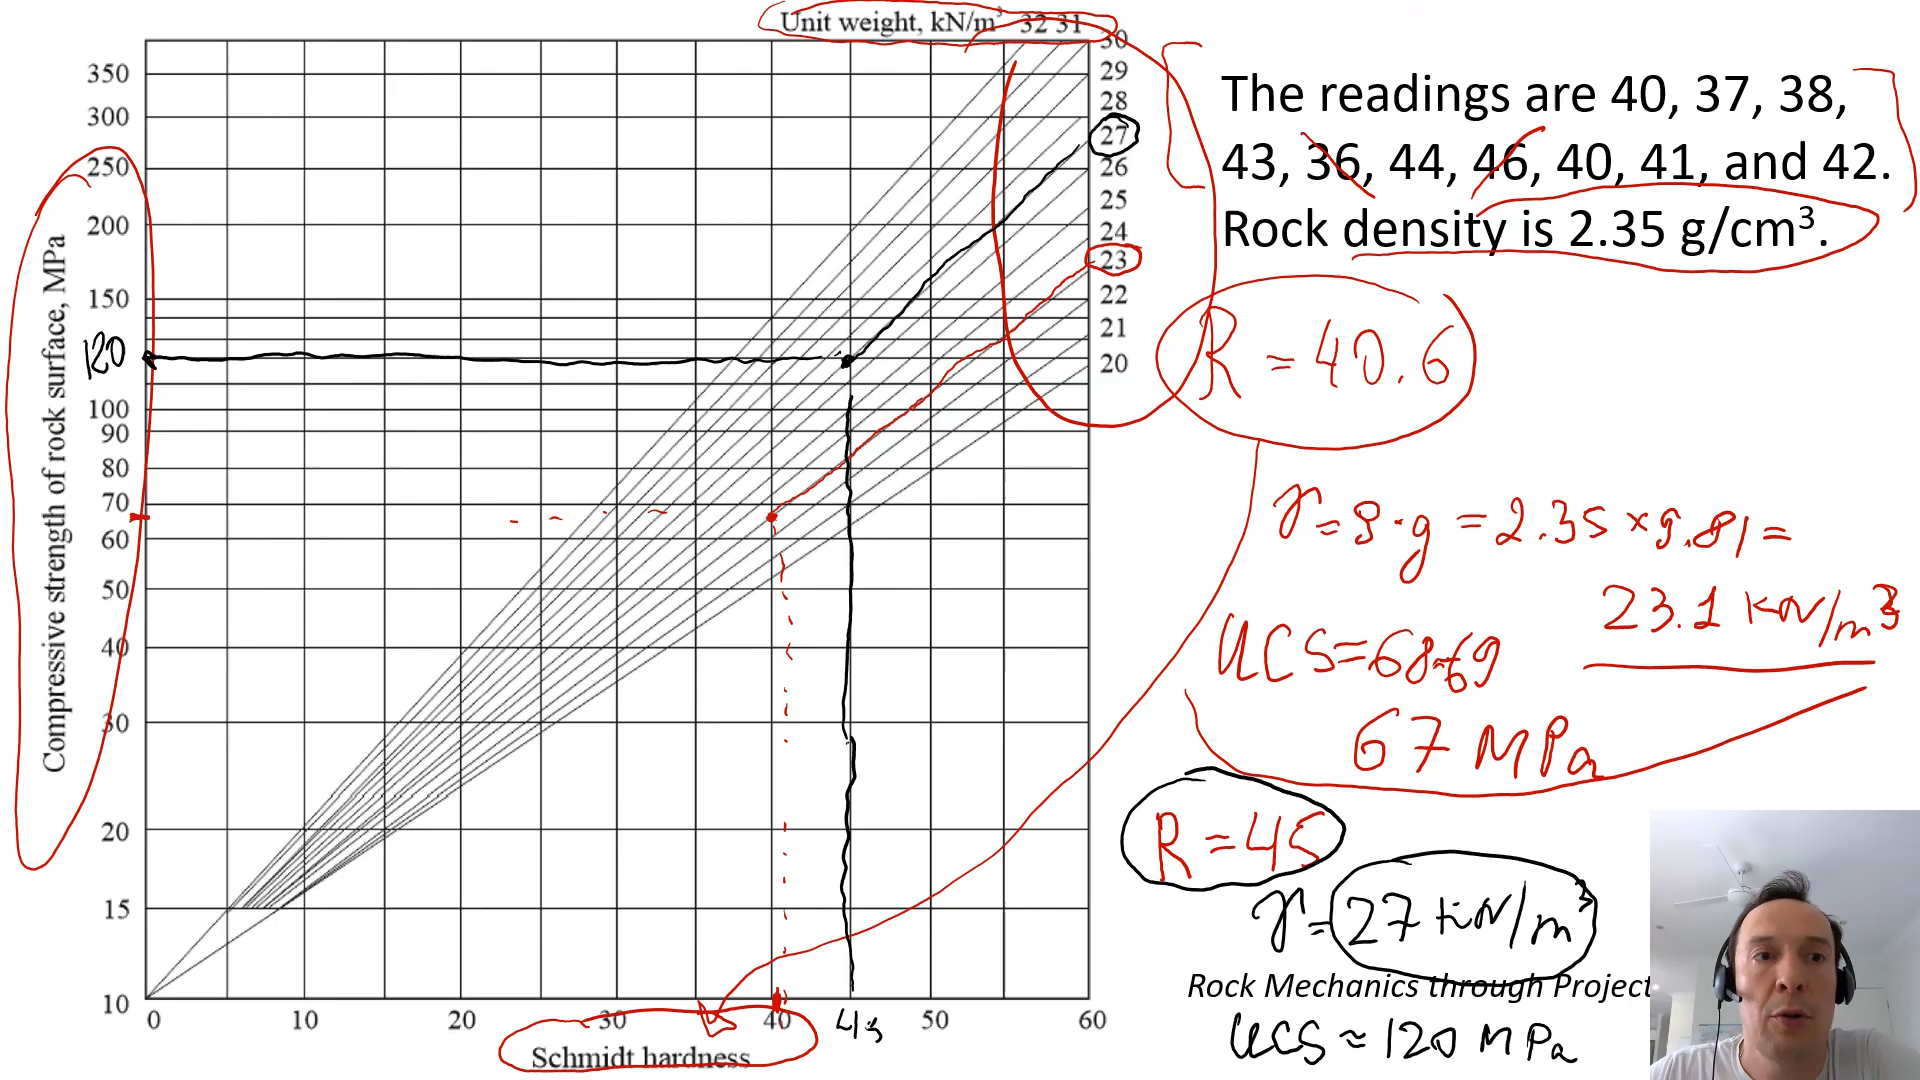 Unit weight, kN/m³ 32 31
30
29
28
27
26
25
24
23
22
21
20
350
300
250
200
150
120
100
90
80
70
60
50
40
30
20
15
10
Compressive strength of rock surface, MPa
0 10 20 30 40 45 50 60
Schmidt hardness
The readings are 40, 37, 38,
43, 36, 44, 46, 40, 41, and 42.
Rock density is 2.35 g/cm³.
R = 40.6
γ = ρ·g = 2.35 × 9.81 =
23.1 kN/m³
UCS = 68-69
67 MPa
R = 45
γ = 27 kN/m³
Rock Mechanics through Project
UCS ≈ 120 MPa